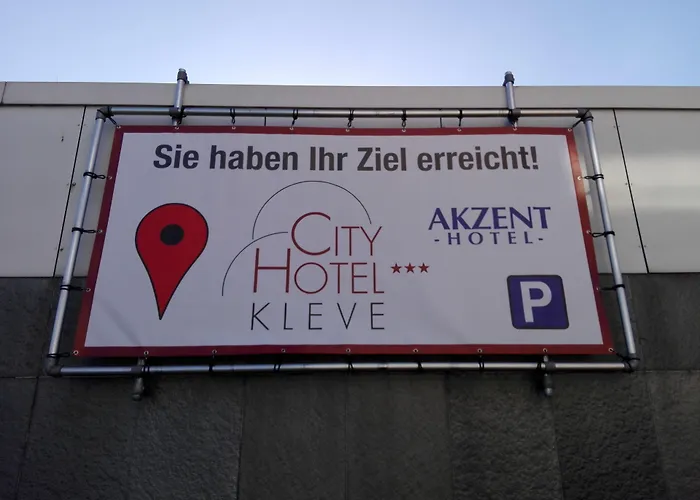 Sie haben Ihr Ziel erreicht!
CITY
HOTEL ***
KLEVE
AKZENT
-HOTEL-
P